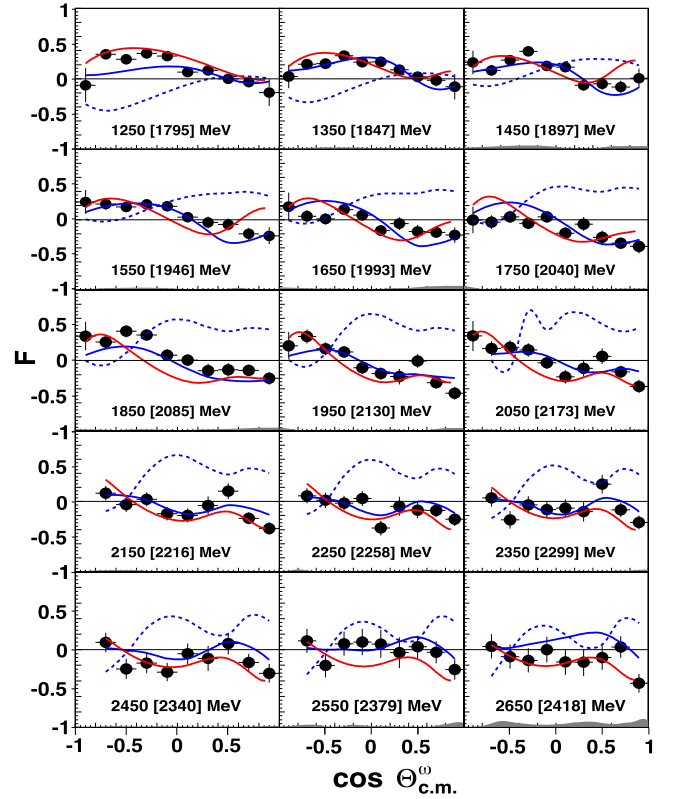 1
0.5
0
-0.5
-1
1250 [1795] MeV
1350 [1847] MeV
1450 [1897] MeV
0.5
0
-0.5
-1
1550 [1946] MeV
1650 [1993] MeV
1750 [2040] MeV
F
0.5
0
-0.5
-1
1850 [2085] MeV
1950 [2130] MeV
2050 [2173] MeV
0.5
0
-0.5
-1
2150 [2216] MeV
2250 [2258] MeV
2350 [2299] MeV
0.5
0
-0.5
-1
2450 [2340] MeV
2550 [2379] MeV
2650 [2418] MeV
-1 -0.5 0 0.5 -0.5 0 0.5 -0.5 0 0.5 1
cos Θ^ω_c.m.